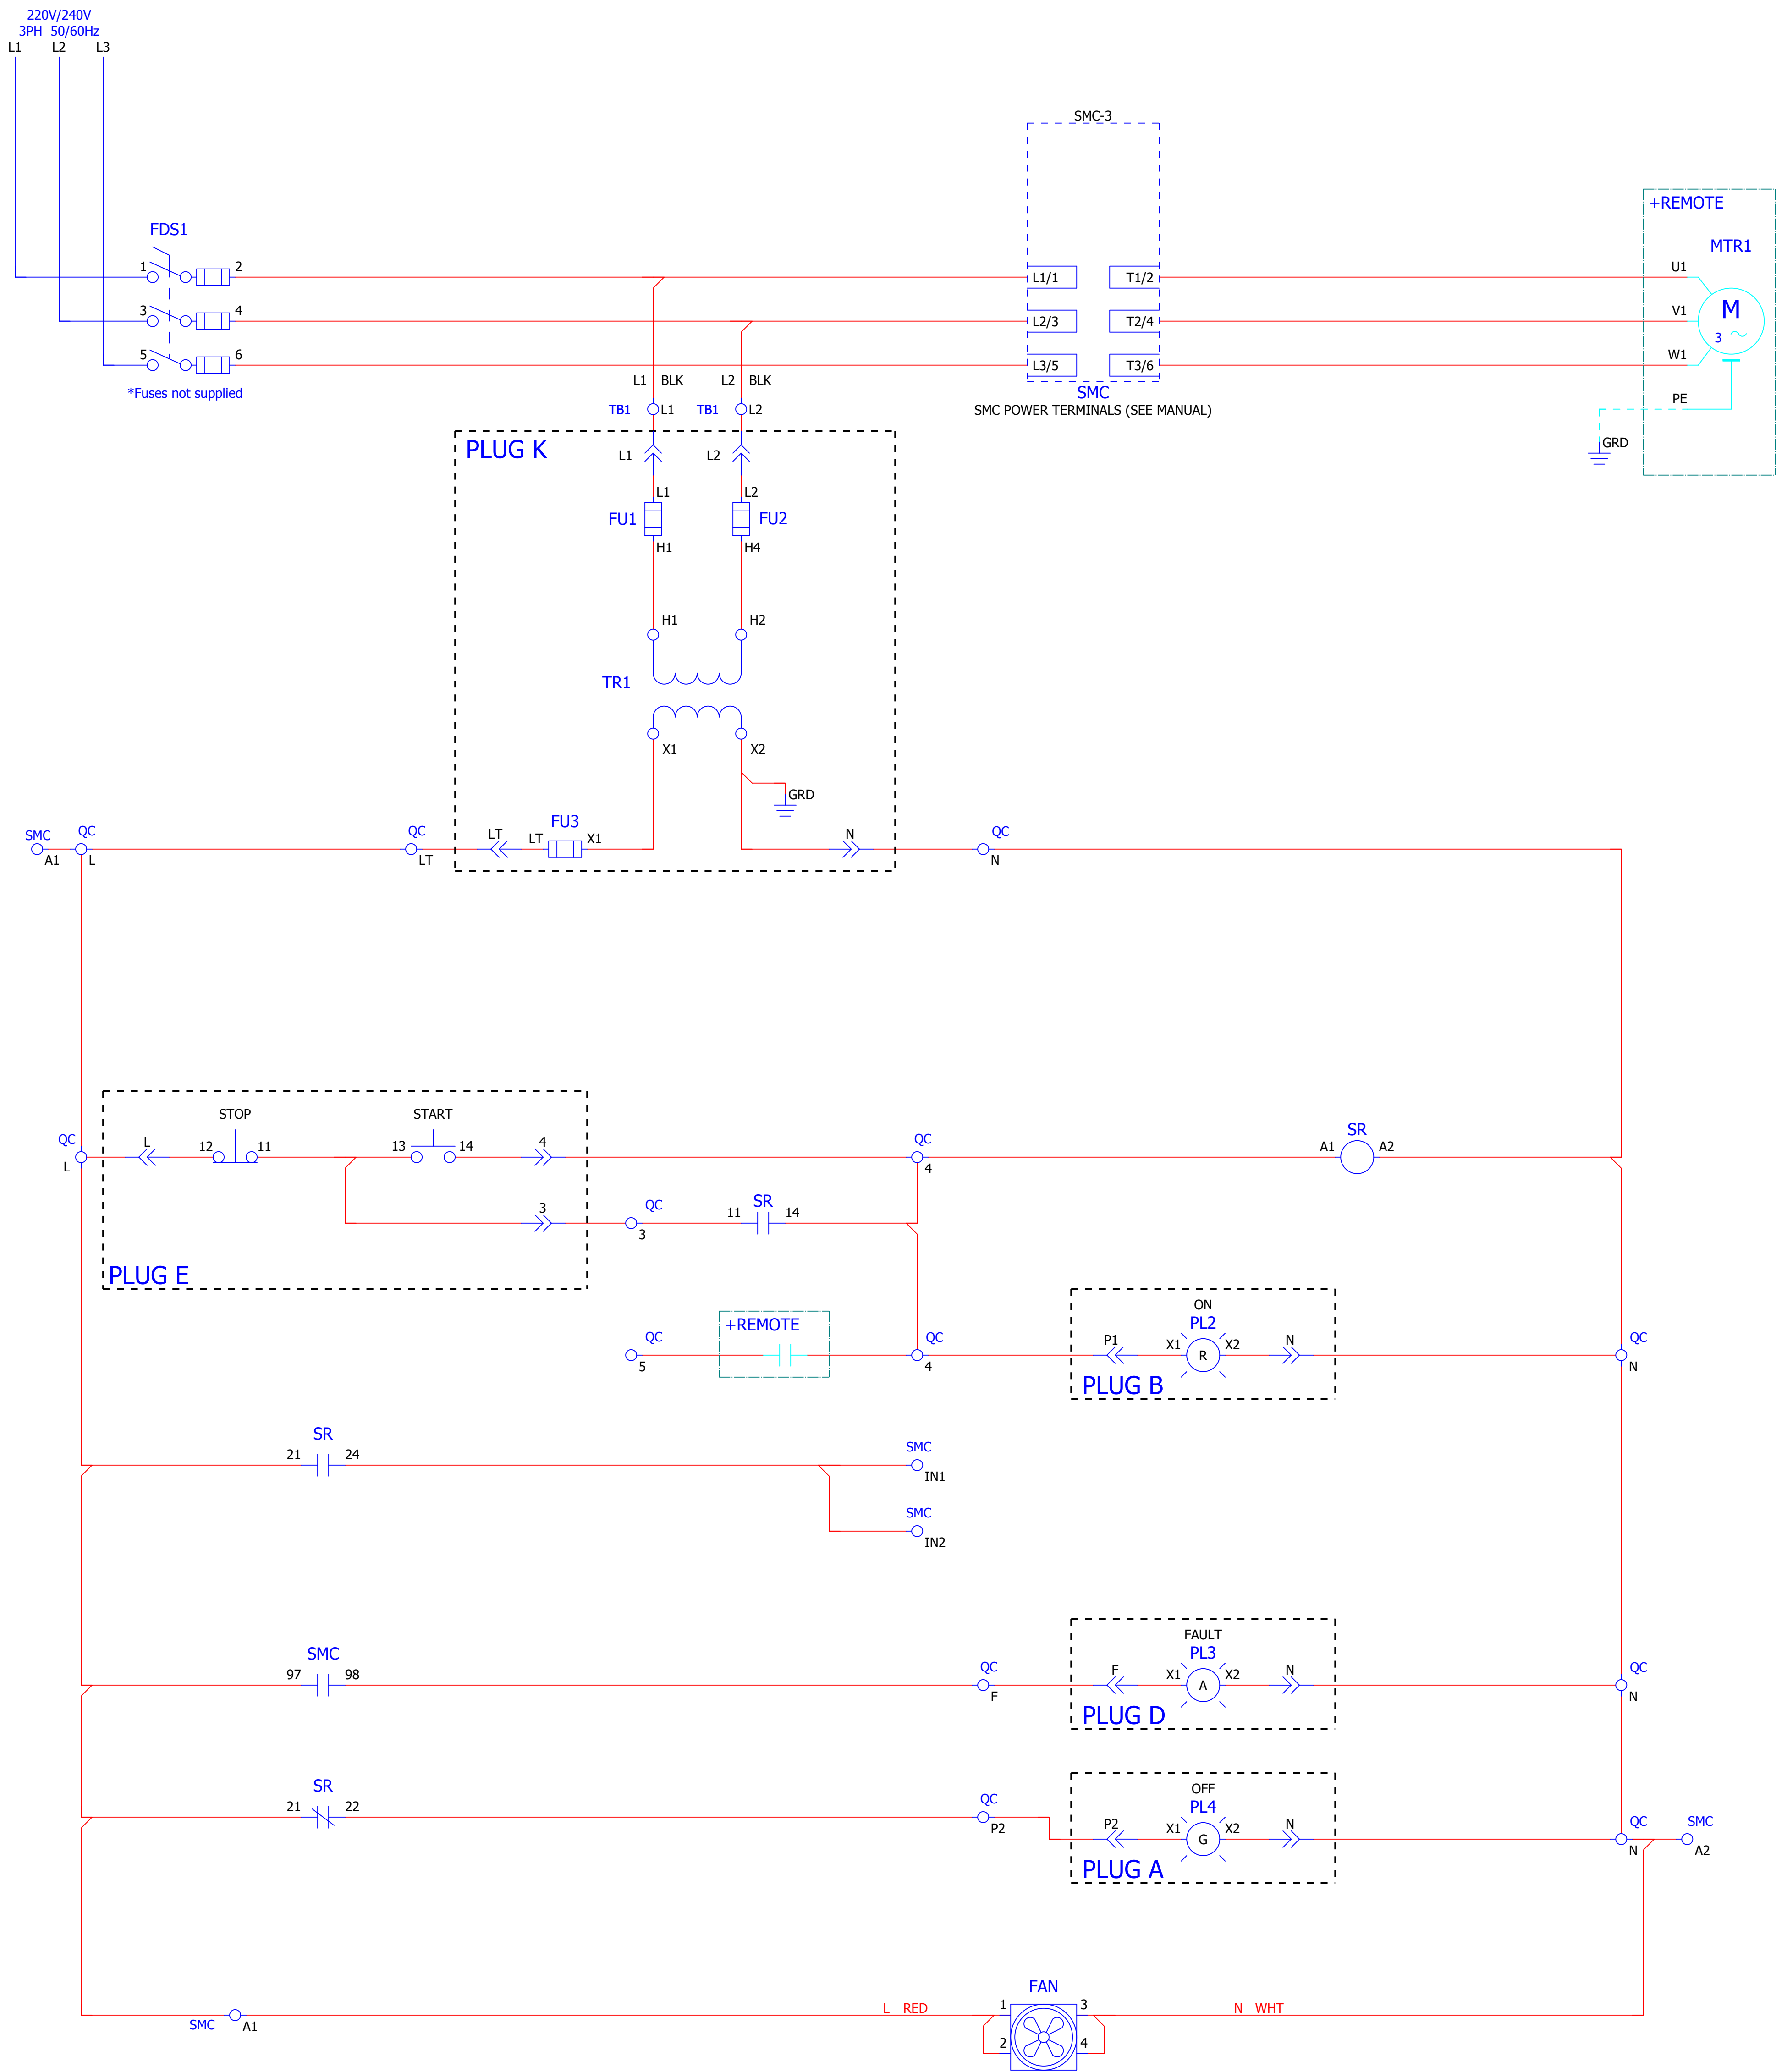 220V/240V
3PH 50/60Hz
L1 L2 L3
SMC-3
+REMOTE
MTR1
FDS1
1 2
L1/1 T1/2
U1
3 4
L2/3 T2/4
V1
M
3
5 6
L3/5 T3/6
W1
*Fuses not supplied
L1 BLK L2 BLK
SMC
PE
TB1 L1 TB1 L2
SMC POWER TERMINALS (SEE MANUAL)
GRD
PLUG K
L1 L2
L1 L2
FU1 FU2
H1 H4
H1 H2
TR1
X1 X2
GRD
SMC QC QC
LT LT FU3 X1
N QC
A1 L LT N
STOP START
QC L 12 11 13 14 4 QC
SR
A1 A2
L 4
3 QC 11 SR 14
3
PLUG E
ON
+REMOTE
PL2
QC QC P1 X1 X2 N QC
R
5 4 N
PLUG B
SR
21 24
SMC
IN1
SMC
IN2
FAULT
SMC
PL3
97 98 QC F X1 X2 N QC
A
F N
PLUG D
SR
OFF
21 22 QC
PL4
P2 P2 X1 X2 N QC SMC
G
N A2
PLUG A
FAN
L RED 1 3 N WHT
SMC A1
2 4